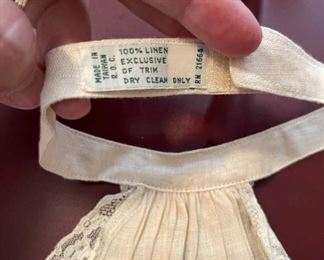 MADE IN
TAIWAN
R.O.C.
100% LINEN
EXCLUSIVE
OF TRIM
DRY CLEAN ONLY
RN 21664